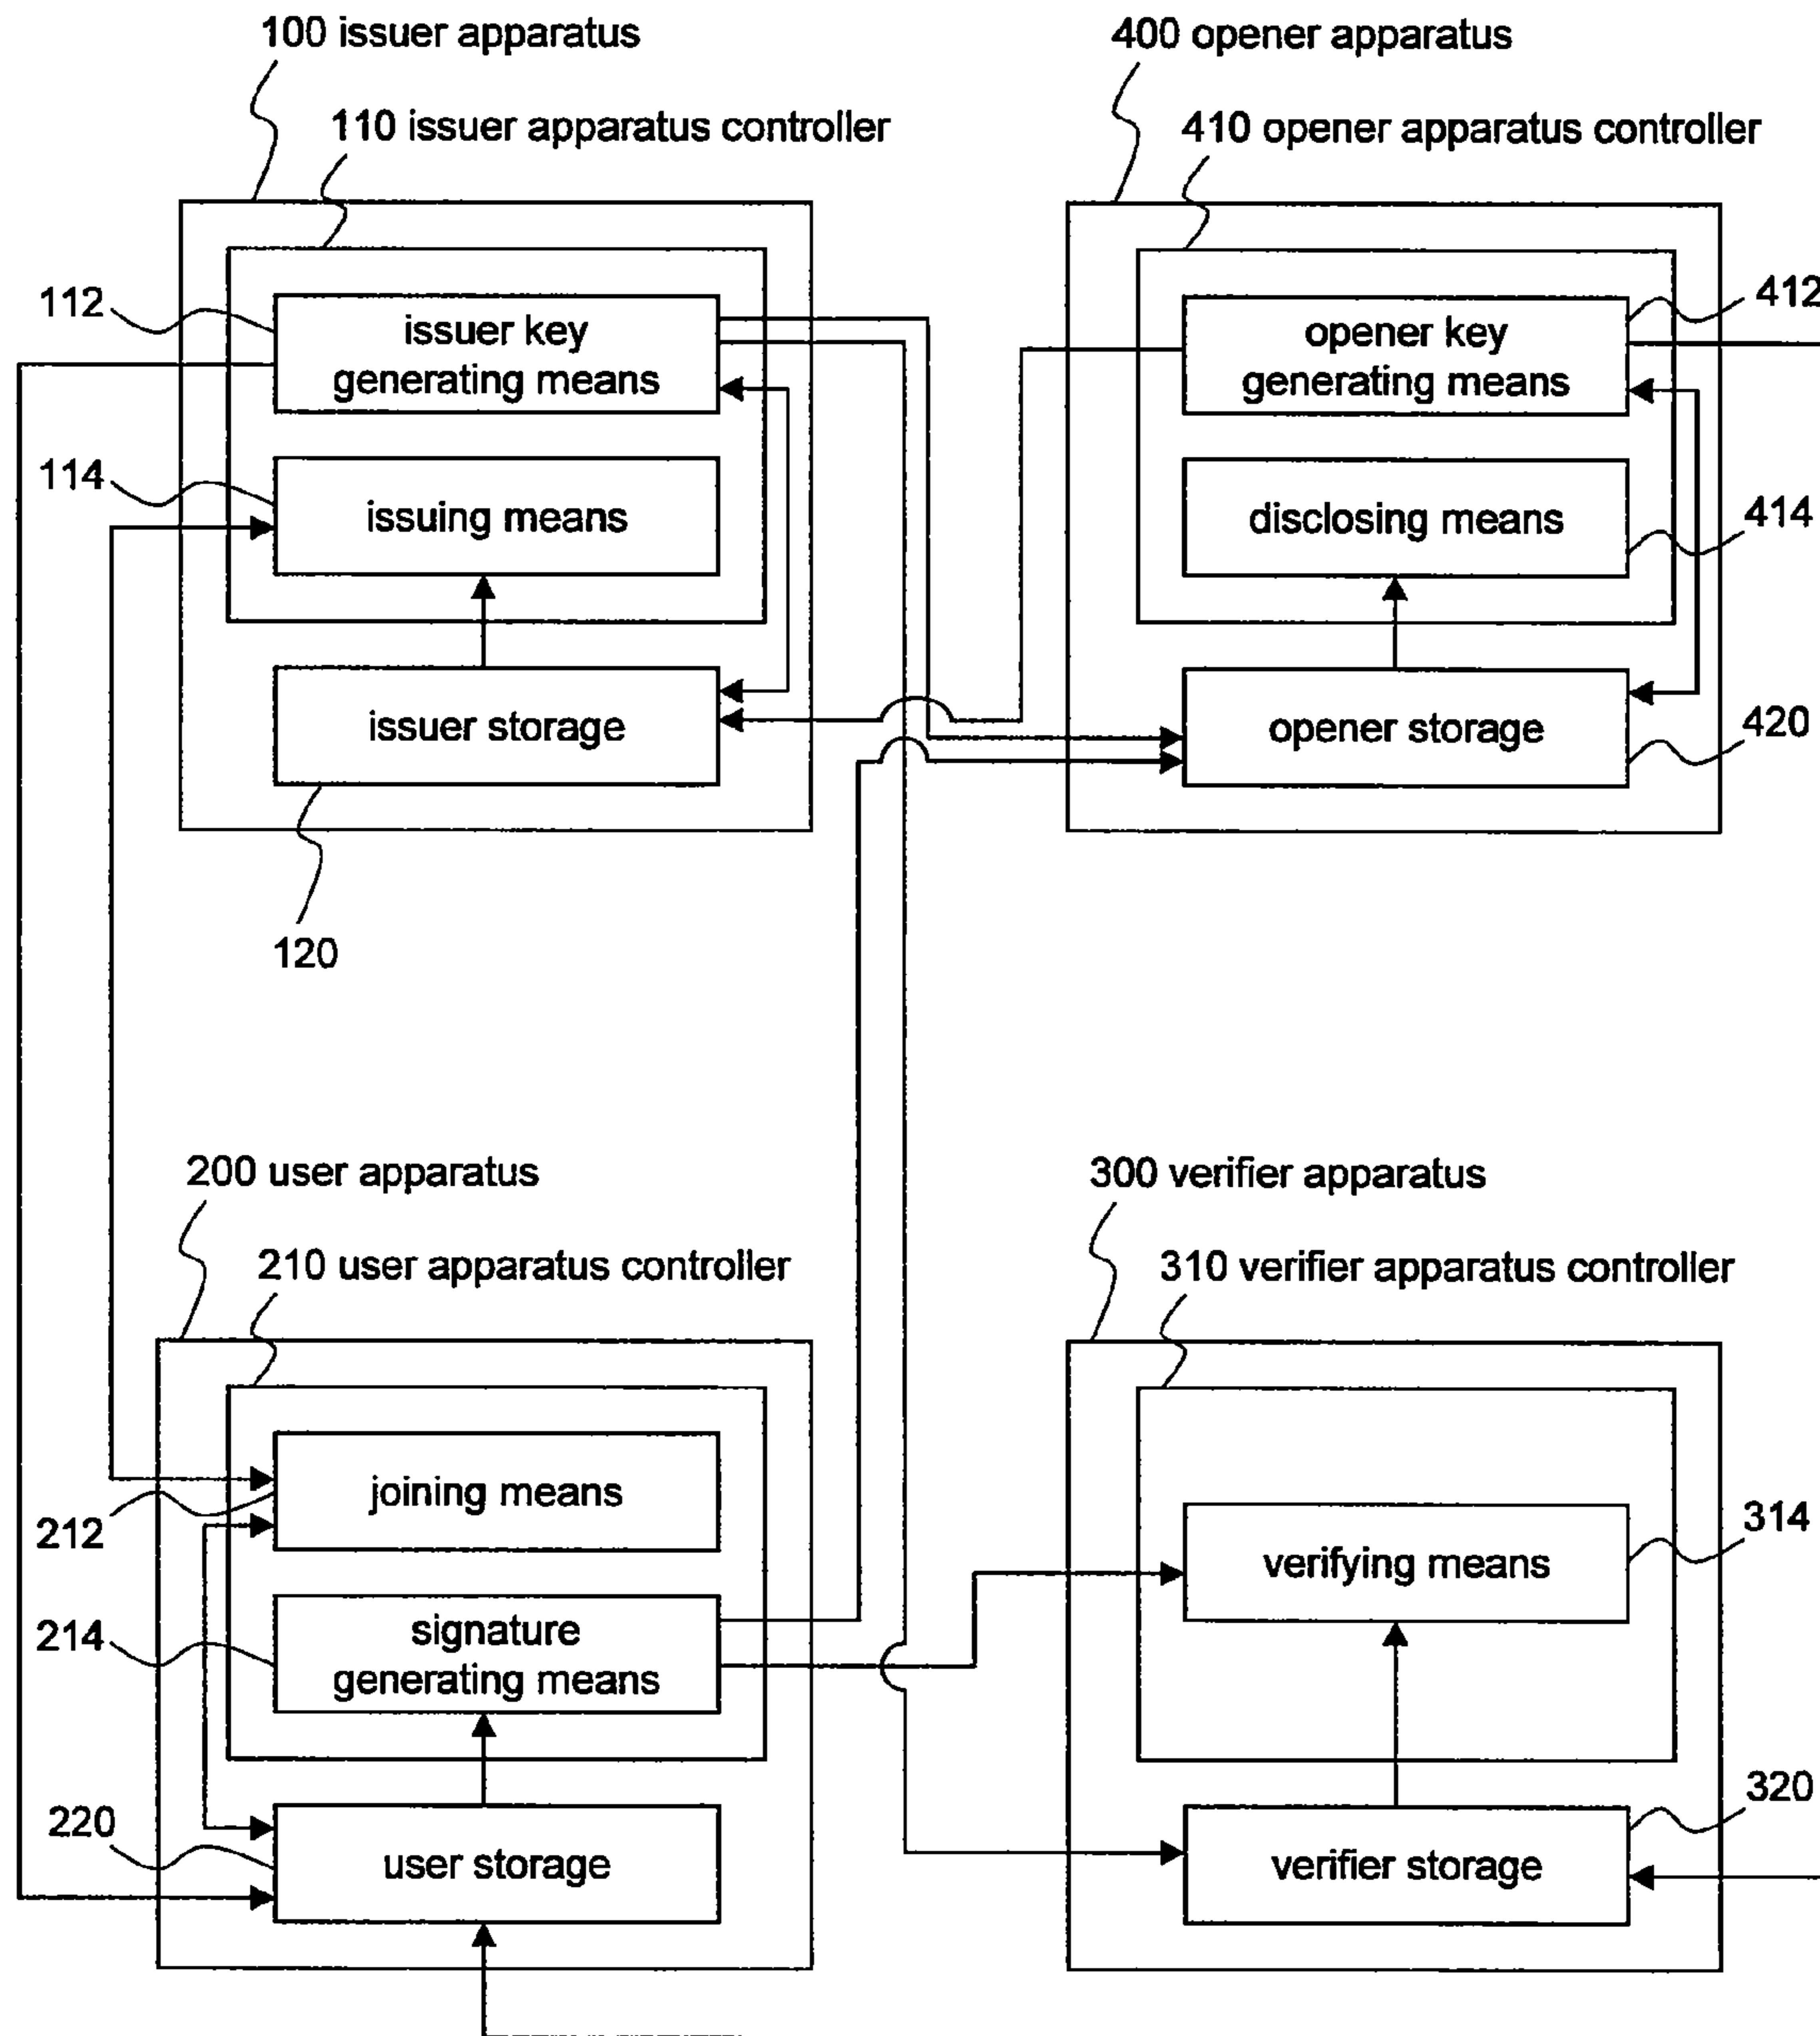 100 issuer apparatus
110 issuer apparatus controller
112
issuer key
generating means
114
issuing means
issuer storage
120
400 opener apparatus
410 opener apparatus controller
412
opener key
generating means
414
disclosing means
opener storage
420
200 user apparatus
210 user apparatus controller
joining means
212
214
signature
generating means
220
user storage
300 verifier apparatus
310 verifier apparatus controller
314
verifying means
320
verifier storage